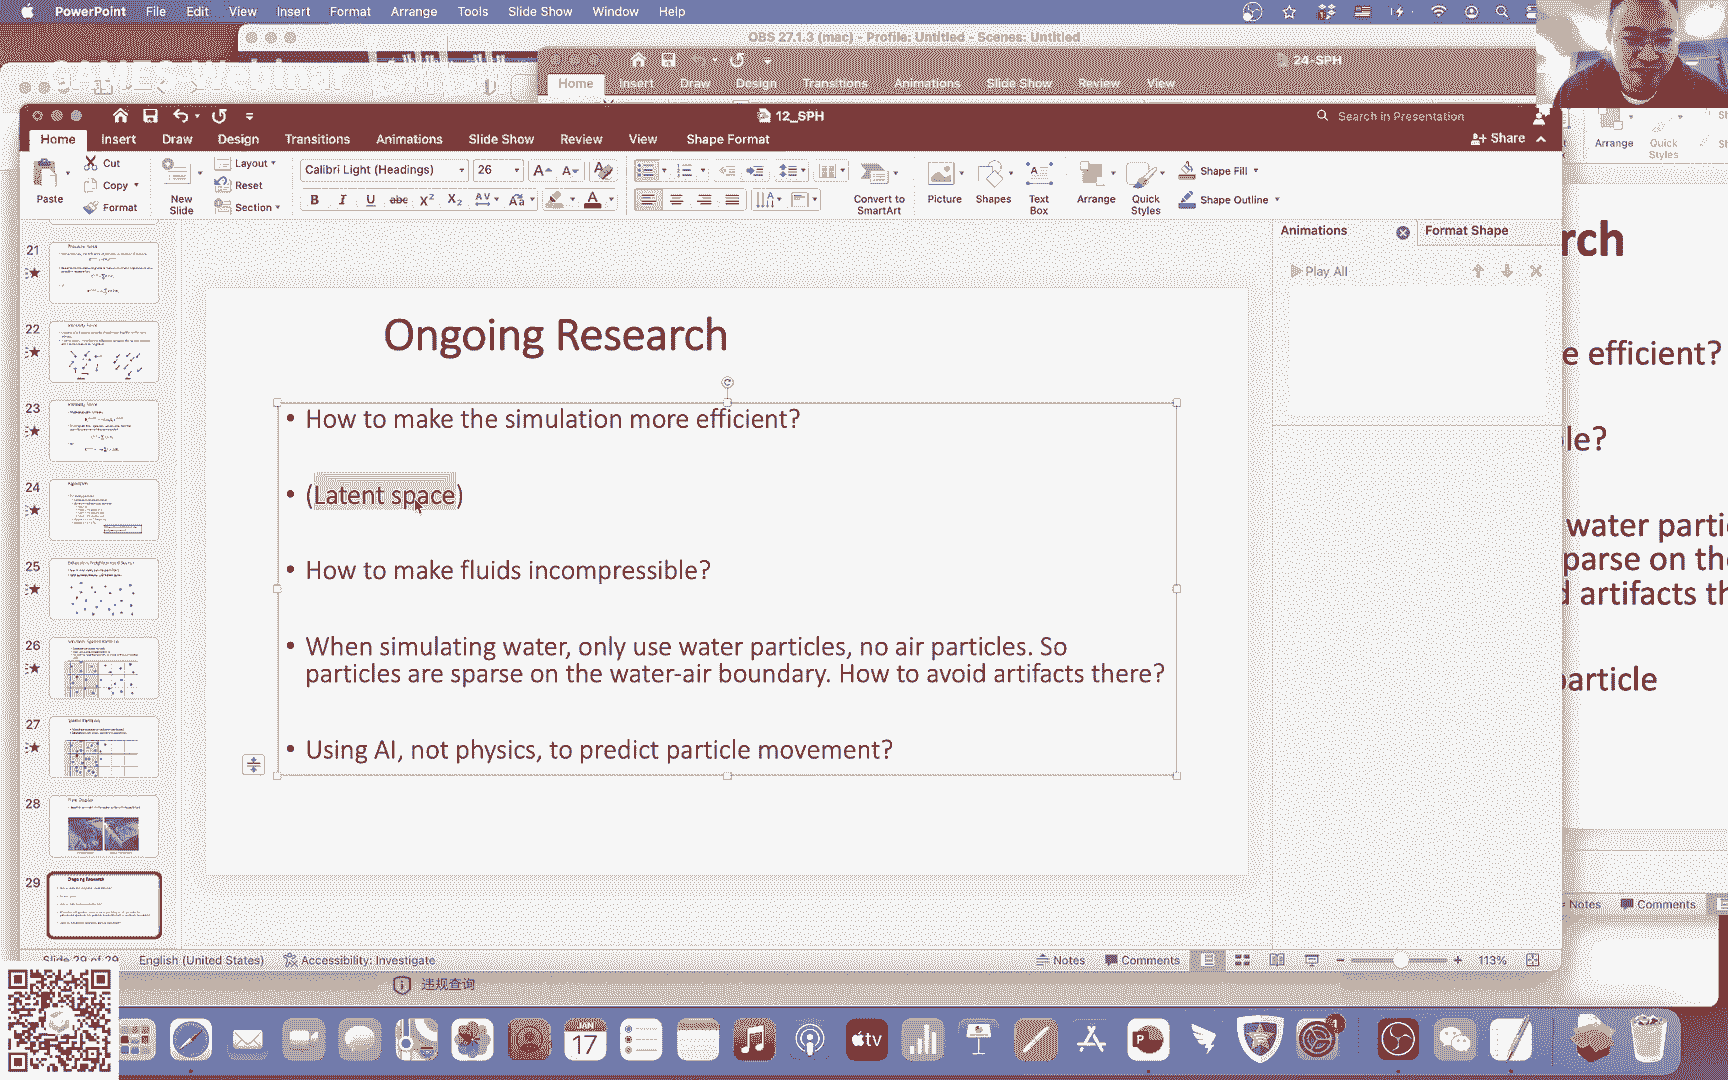 PowerPoint File Edit View Insert Format Arrange Tools Slide Show Window Help
OBS 27.1.3 (mac) - Profile: Untitled - Scenes: Untitled
GAMES Webinar
24-SPH
Home Insert Draw Design Transitions Animations Slide Show Review View
12_SPH
Search in Presentation
Home Insert Draw Design Transitions Animations Slide Show Review View Shape Format
Share
Paste
Cut
Copy
Format
New Slide
Layout
Reset
Section
Calibri Light (Headings) 26
Convert to SmartArt
Picture
Shapes
Text Box
Arrange
Quick Styles
Shape Fill
Shape Outline
Arrange
Quick Styles
Animations
Format Shape
Play All
21
22
23
24
25
26
27
28
29
Ongoing Research
• How to make the simulation more efficient?
• (Latent space)
• How to make fluids incompressible?
• When simulating water, only use water particles, no air particles. So
particles are sparse on the water-air boundary. How to avoid artifacts there?
• Using AI, not physics, to predict particle movement?
rch
e efficient?
le?
water parti
parse on th
d artifacts th
particle
Notes Comments
Slide 29 of 29 English (United States) Accessibility: Investigate
Notes Comments 113%
违规查询
JAN
17
tv
1